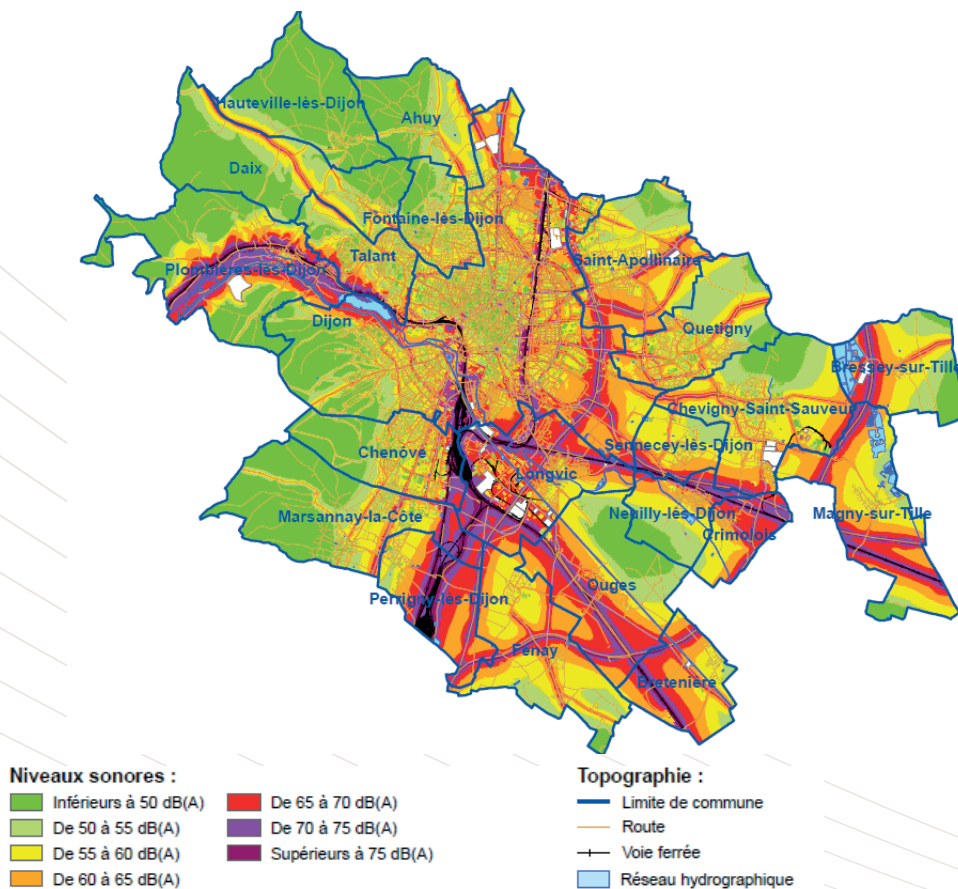 Hauteville-lès-Dijon
Ahuy
Daix
Fontaine-lès-Dijon
Talant
Saint-Apollinaire
Plombières-lès-Dijon
Dijon
Quetigny
Bressey-sur-Tille
Chevigny-Saint-Sauveur
Sennecey-lès-Dijon
Chenôve
Longvic
Marsannay-la-Côte
Neuilly-lès-Dijon
Magny-sur-Tille
Crimolois
Ouges
Perrigny-lès-Dijon
Fenay
Bretenière
Niveaux sonores :
Inférieurs à 50 dB(A)
De 50 à 55 dB(A)
De 55 à 60 dB(A)
De 60 à 65 dB(A)
De 65 à 70 dB(A)
De 70 à 75 dB(A)
Supérieurs à 75 dB(A)
Topographie :
Limite de commune
Route
Voie ferrée
Réseau hydrographique